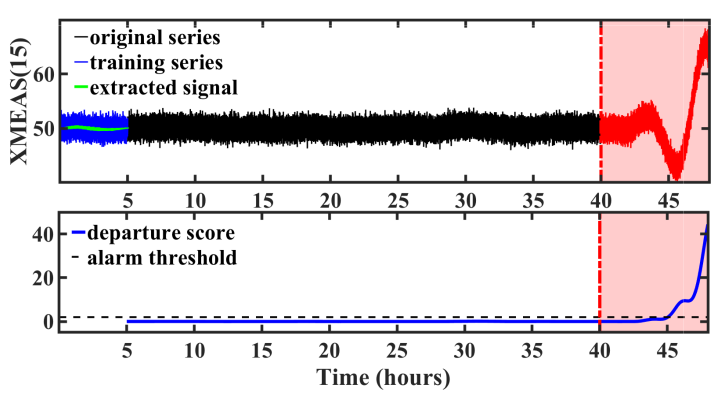 original series
training series
extracted signal
XMEAS(15)
60
50
5 10 15 20 25 30 35 40 45
departure score
alarm threshold
40
20
0
5 10 15 20 25 30 35 40 45
Time (hours)